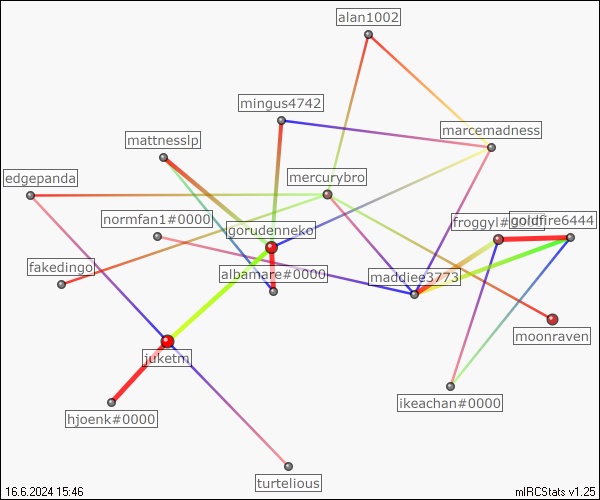 alan1002
mingus4742
marcemadness
mattnesslp
edgepanda
mercurybro
normfan1#0000
gorudenneko
goldfire6444
fakedingo
albamare#0000
maddiee3773
moonraven
juketm
ikeachan#0000
hjoenk#0000
turtelious
16.6.2024 15:46
mIRCStats v1.25